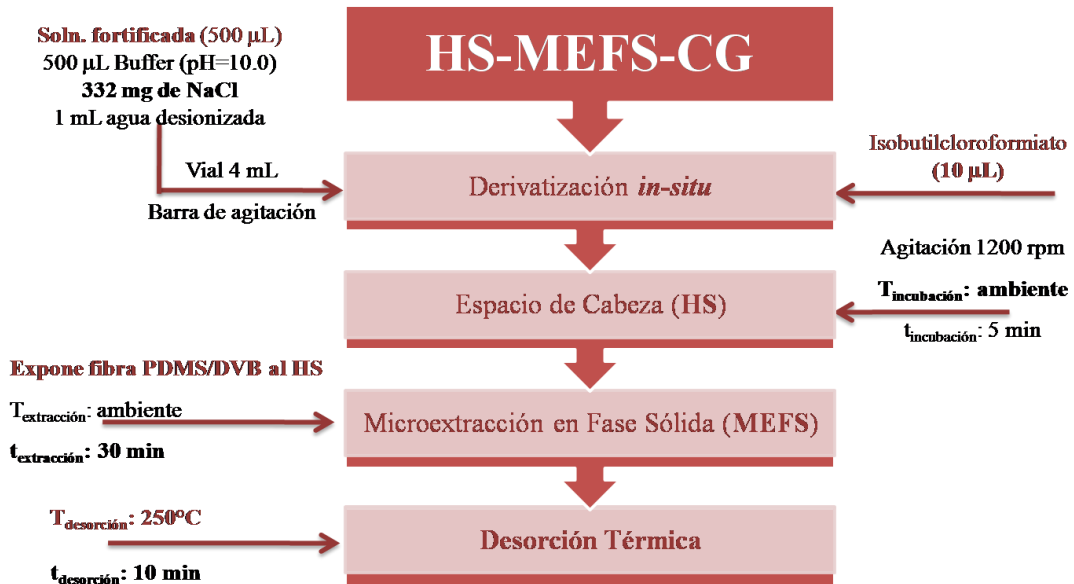 HS-MEFS-CG
Soln. fortificada (500 µL)
500 µL Buffer (pH=10.0)
332 mg de NaCl
1 mL agua desionizada
Vial 4 mL
Barra de agitación
Derivatización in-situ
Isobutilcloroformiato
(10 µL)
Espacio de Cabeza (HS)
Agitación 1200 rpm
Tincubación: ambiente
tincubación: 5 min
Expone fibra PDMS/DVB al HS
Textracción: ambiente
textracción: 30 min
Microextracción en Fase Sólida (MEFS)
Tdesorción: 250°C
tdesorción: 10 min
Desorción Térmica